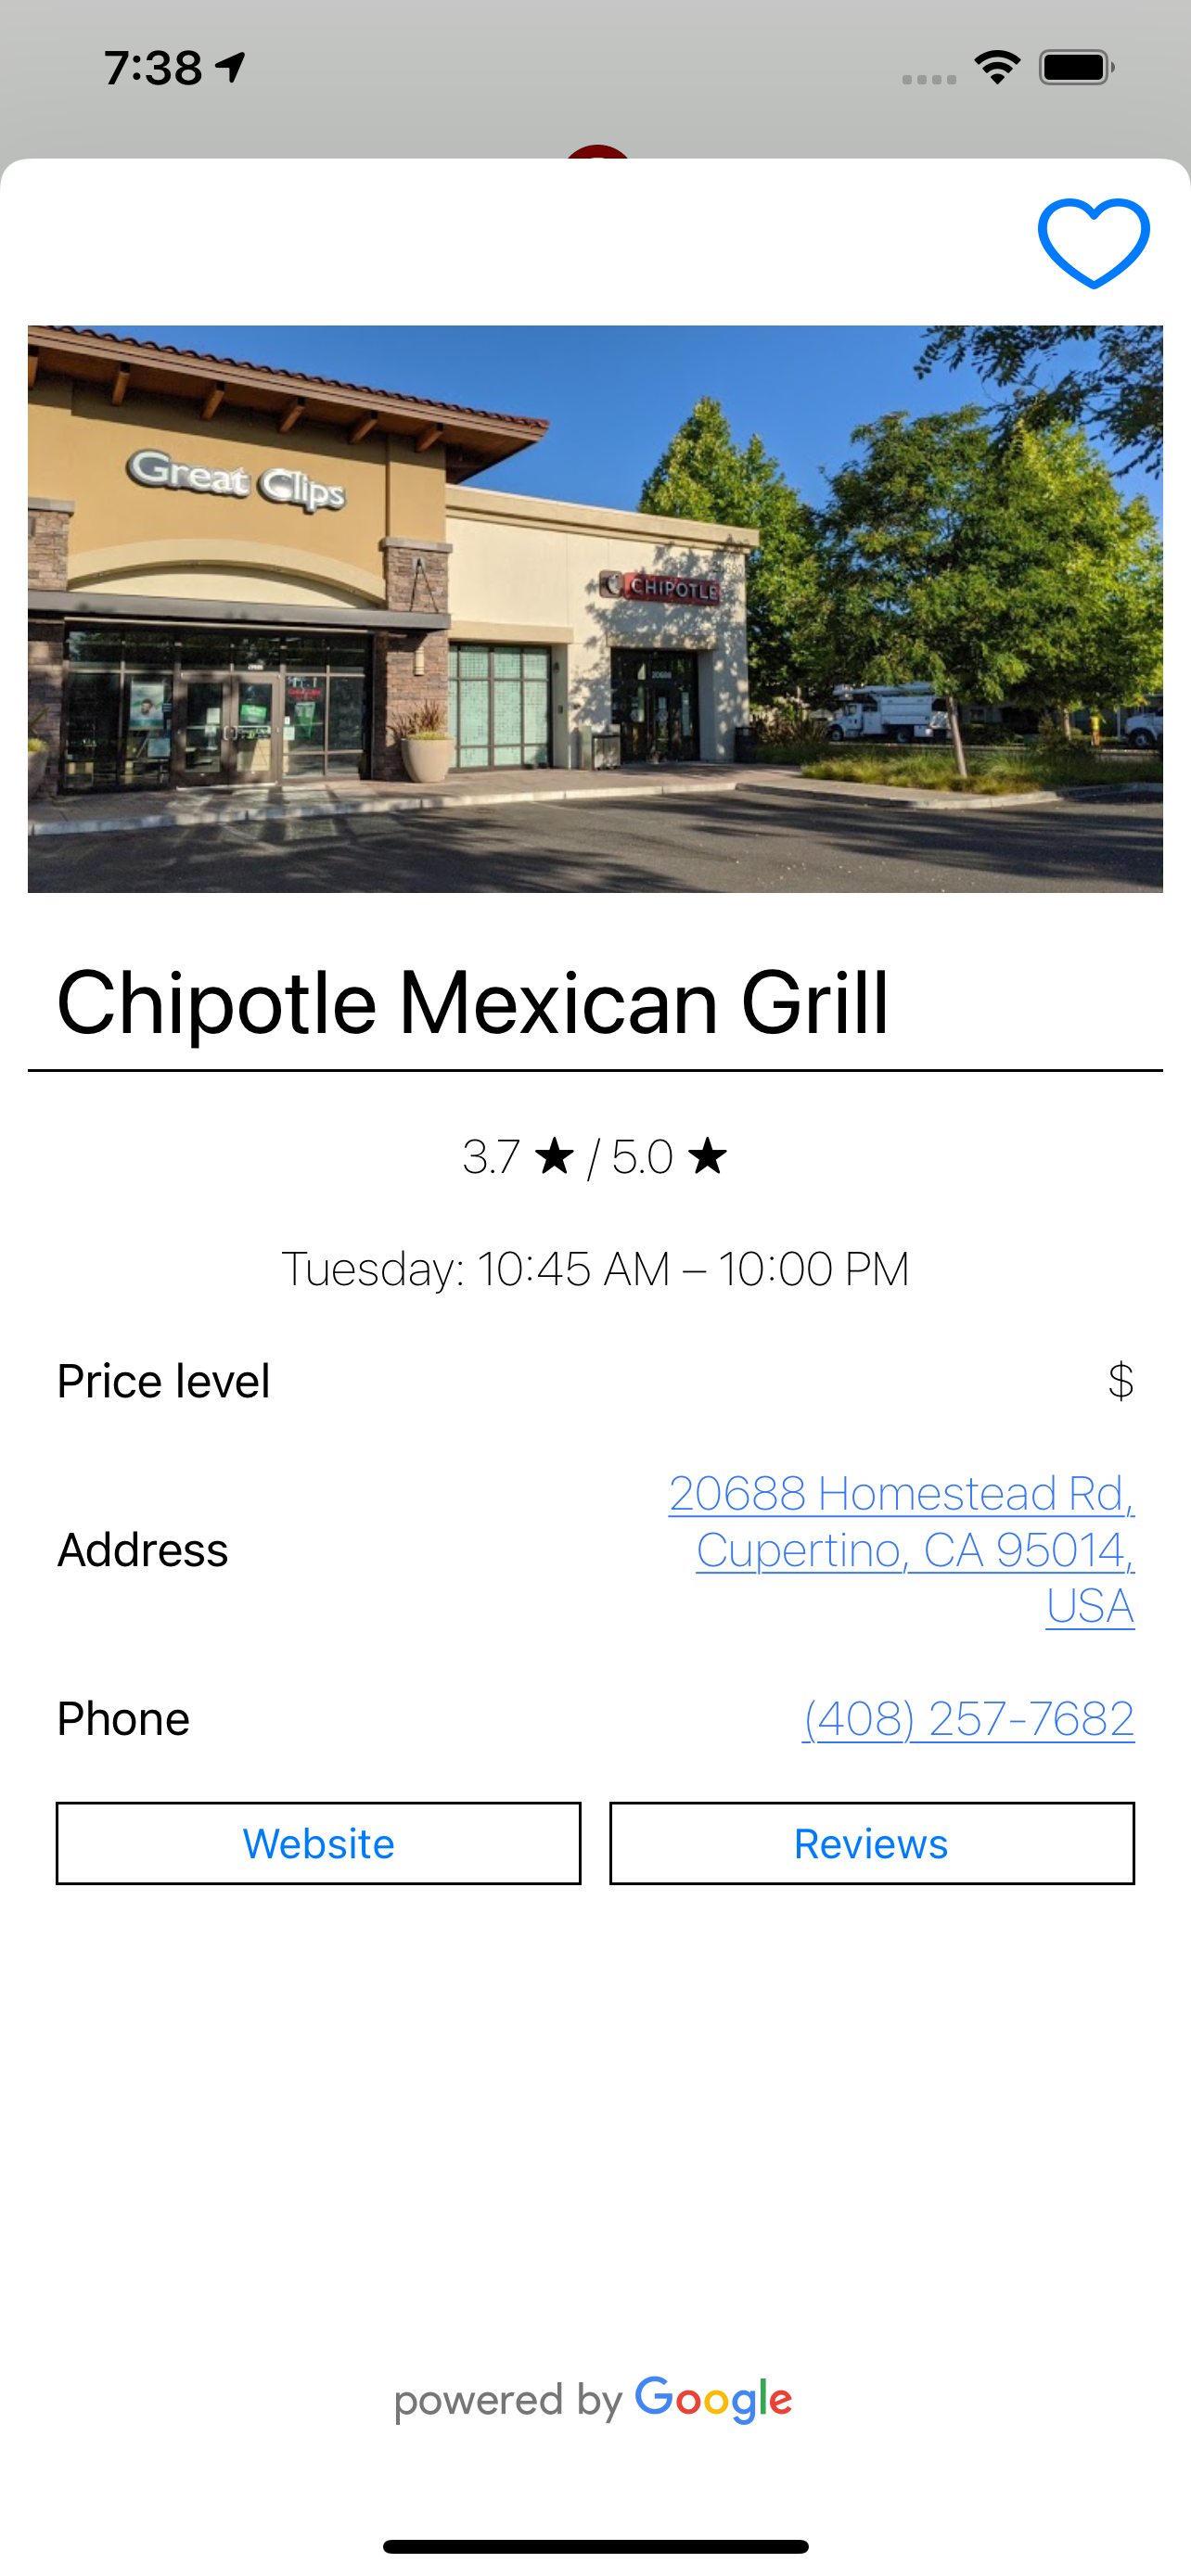 7:38
Great Clips
CHIPOTLE
20688
Chipotle Mexican Grill
3.7 ★ / 5.0 ★
Tuesday: 10:45 AM – 10:00 PM
Price level
$
Address
20688 Homestead Rd,
Cupertino, CA 95014,
USA
Phone
(408) 257-7682
Website
Reviews
powered by Google